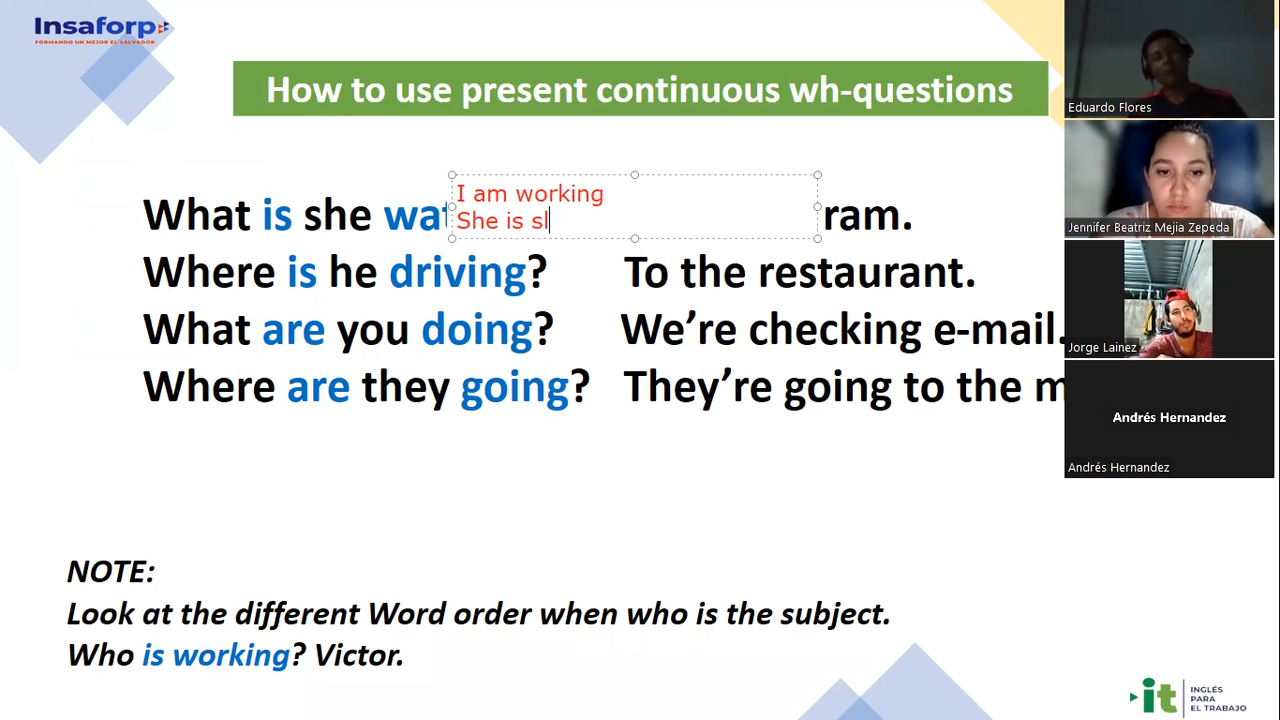 Insaforp
FORMANDO UN MEJOR EL SALVADOR
How to use present continuous wh-questions
I am working
She is sl
What is she wat ram.
Where is he driving? To the restaurant.
What are you doing? We're checking e-mail.
Where are they going? They're going to the m
NOTE:
Look at the different Word order when who is the subject.
Who is working? Victor.
Eduardo Flores
Jennifer Beatriz Mejia Zepeda
Jorge Lainez
Andrés Hernandez
Andrés Hernandez
it
INGLÉS
PARA
EL TRABAJO